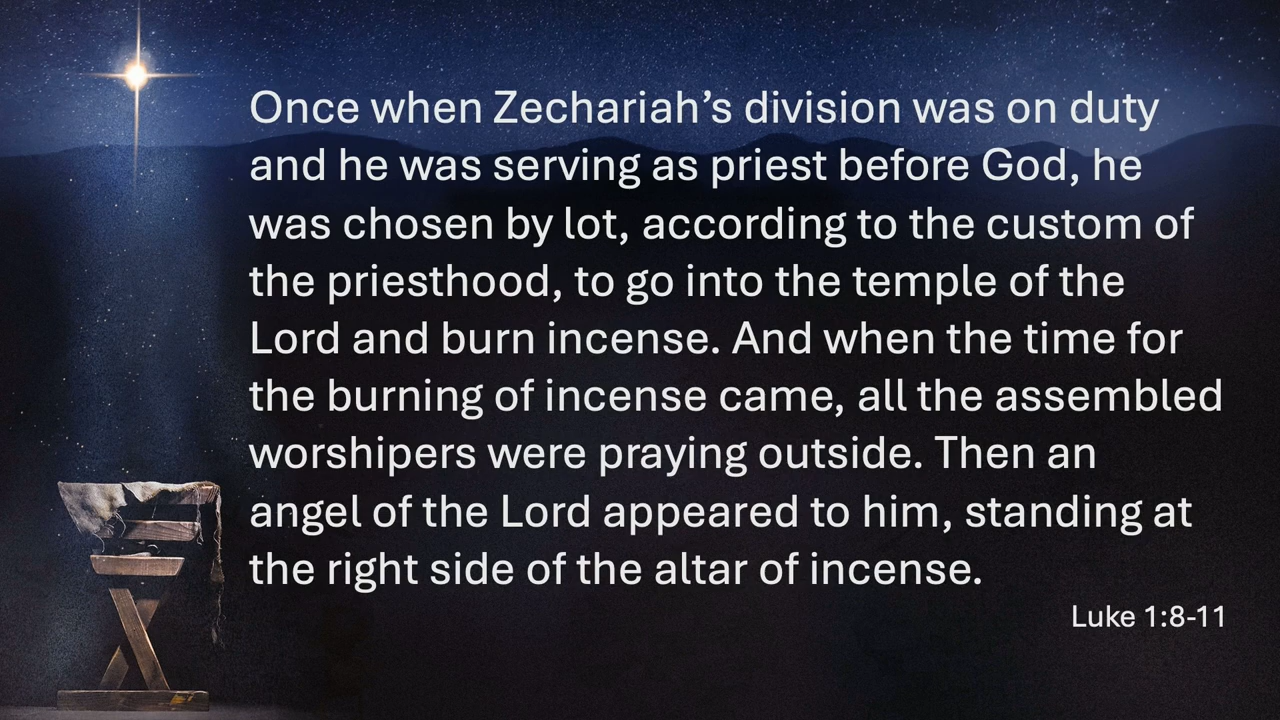 Once when Zechariah’s division was on duty
and he was serving as priest before God, he
was chosen by lot, according to the custom of
the priesthood, to go into the temple of the
Lord and burn incense. And when the time for
the burning of incense came, all the assembled
worshipers were praying outside. Then an
angel of the Lord appeared to him, standing at
the right side of the altar of incense.
Luke 1:8-11